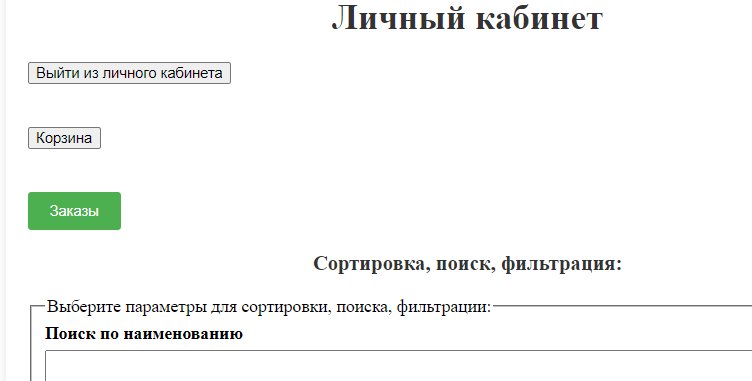 Личный кабинет
Выйти из личного кабинета
Корзина
Заказы
Сортировка, поиск, фильтрация:
Выберите параметры для сортировки, поиска, фильтрации:
Поиск по наименованию